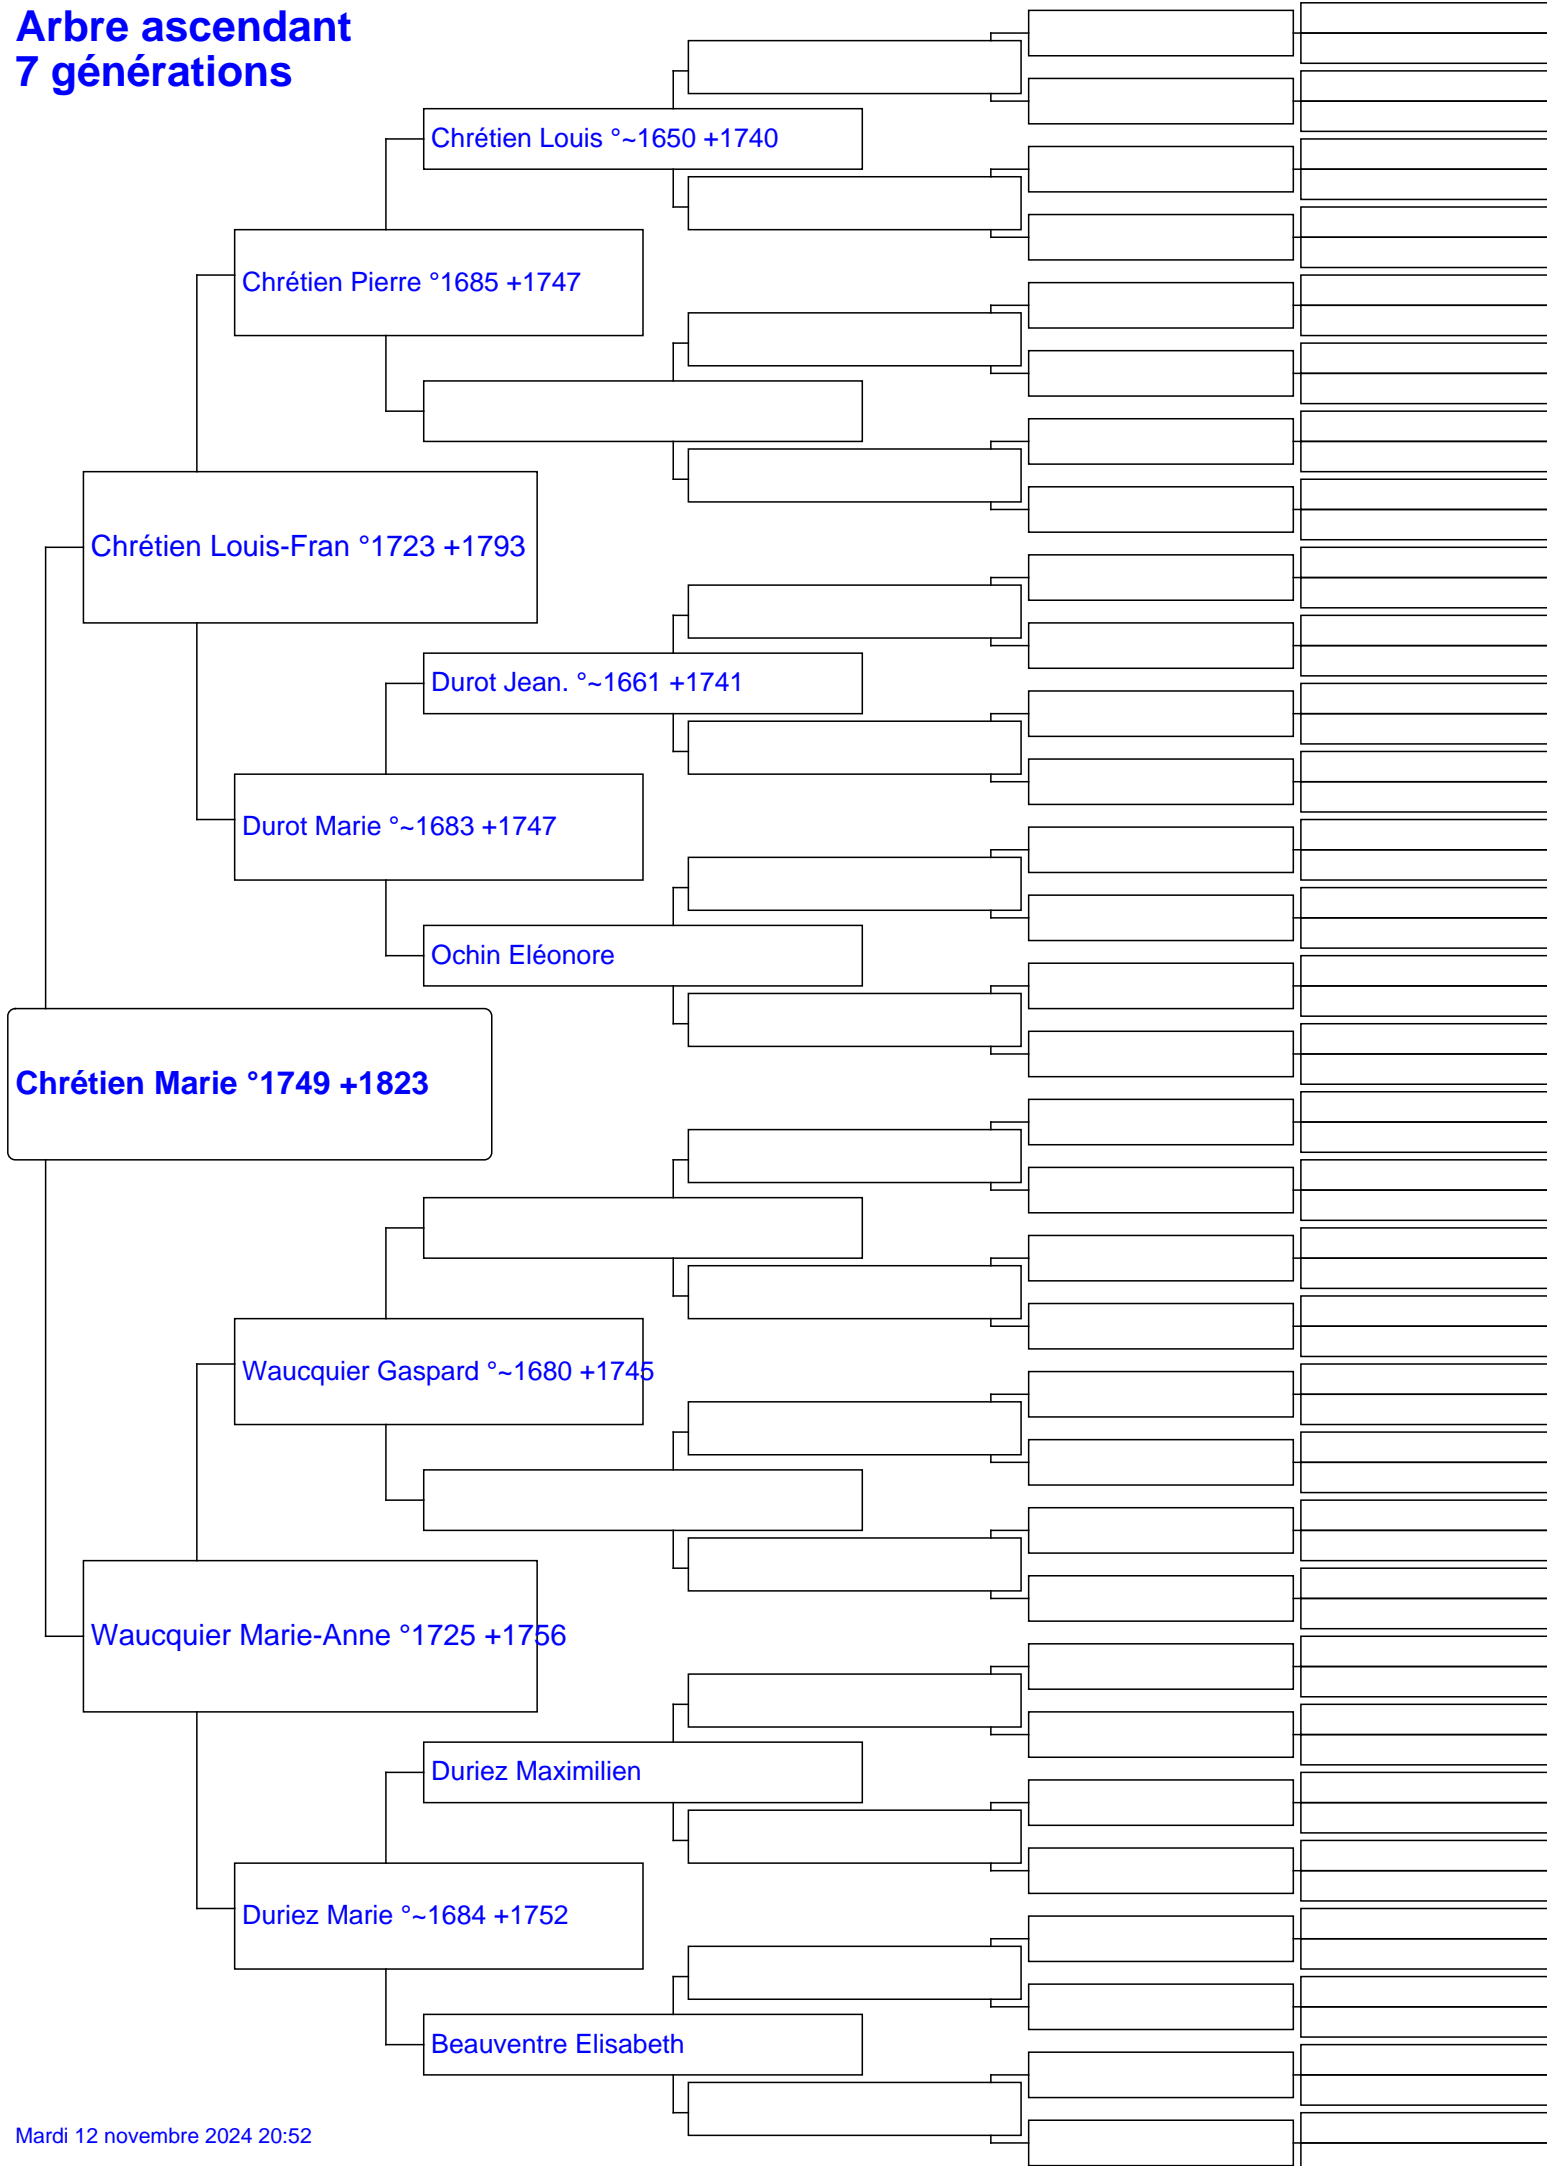 Arbre ascendant
7 générations
Chrétien Louis °~1650 +1740
Chrétien Pierre °1685 +1747
Chrétien Louis-Fran °1723 +1793
Durot Jean. °~1661 +1741
Durot Marie °~1683 +1747
Ochin Eléonore
Chrétien Marie °1749 +1823
Waucquier Gaspard °~1680 +1745
Waucquier Marie-Anne °1725 +1756
Duriez Maximilien
Duriez Marie °~1684 +1752
Beauventre Elisabeth
Mardi 12 novembre 2024 20:52